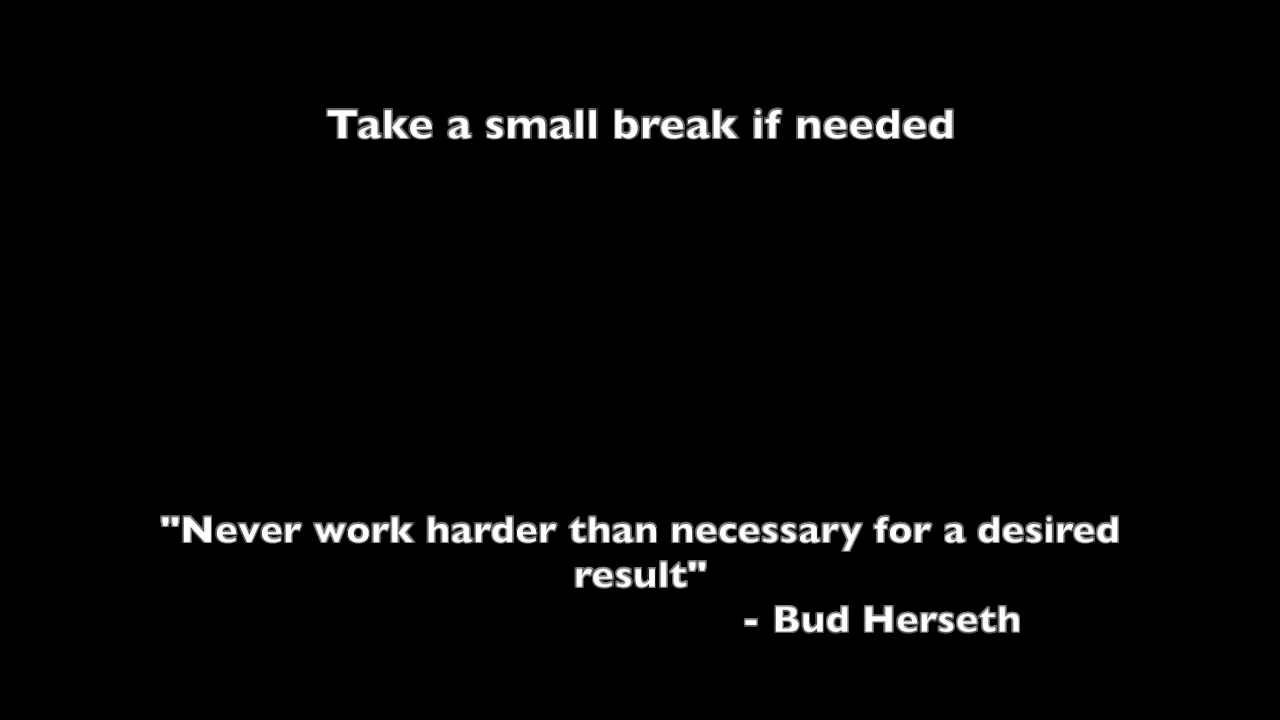 Take a small break if needed
"Never work harder than necessary for a desired
result"
- Bud Herseth